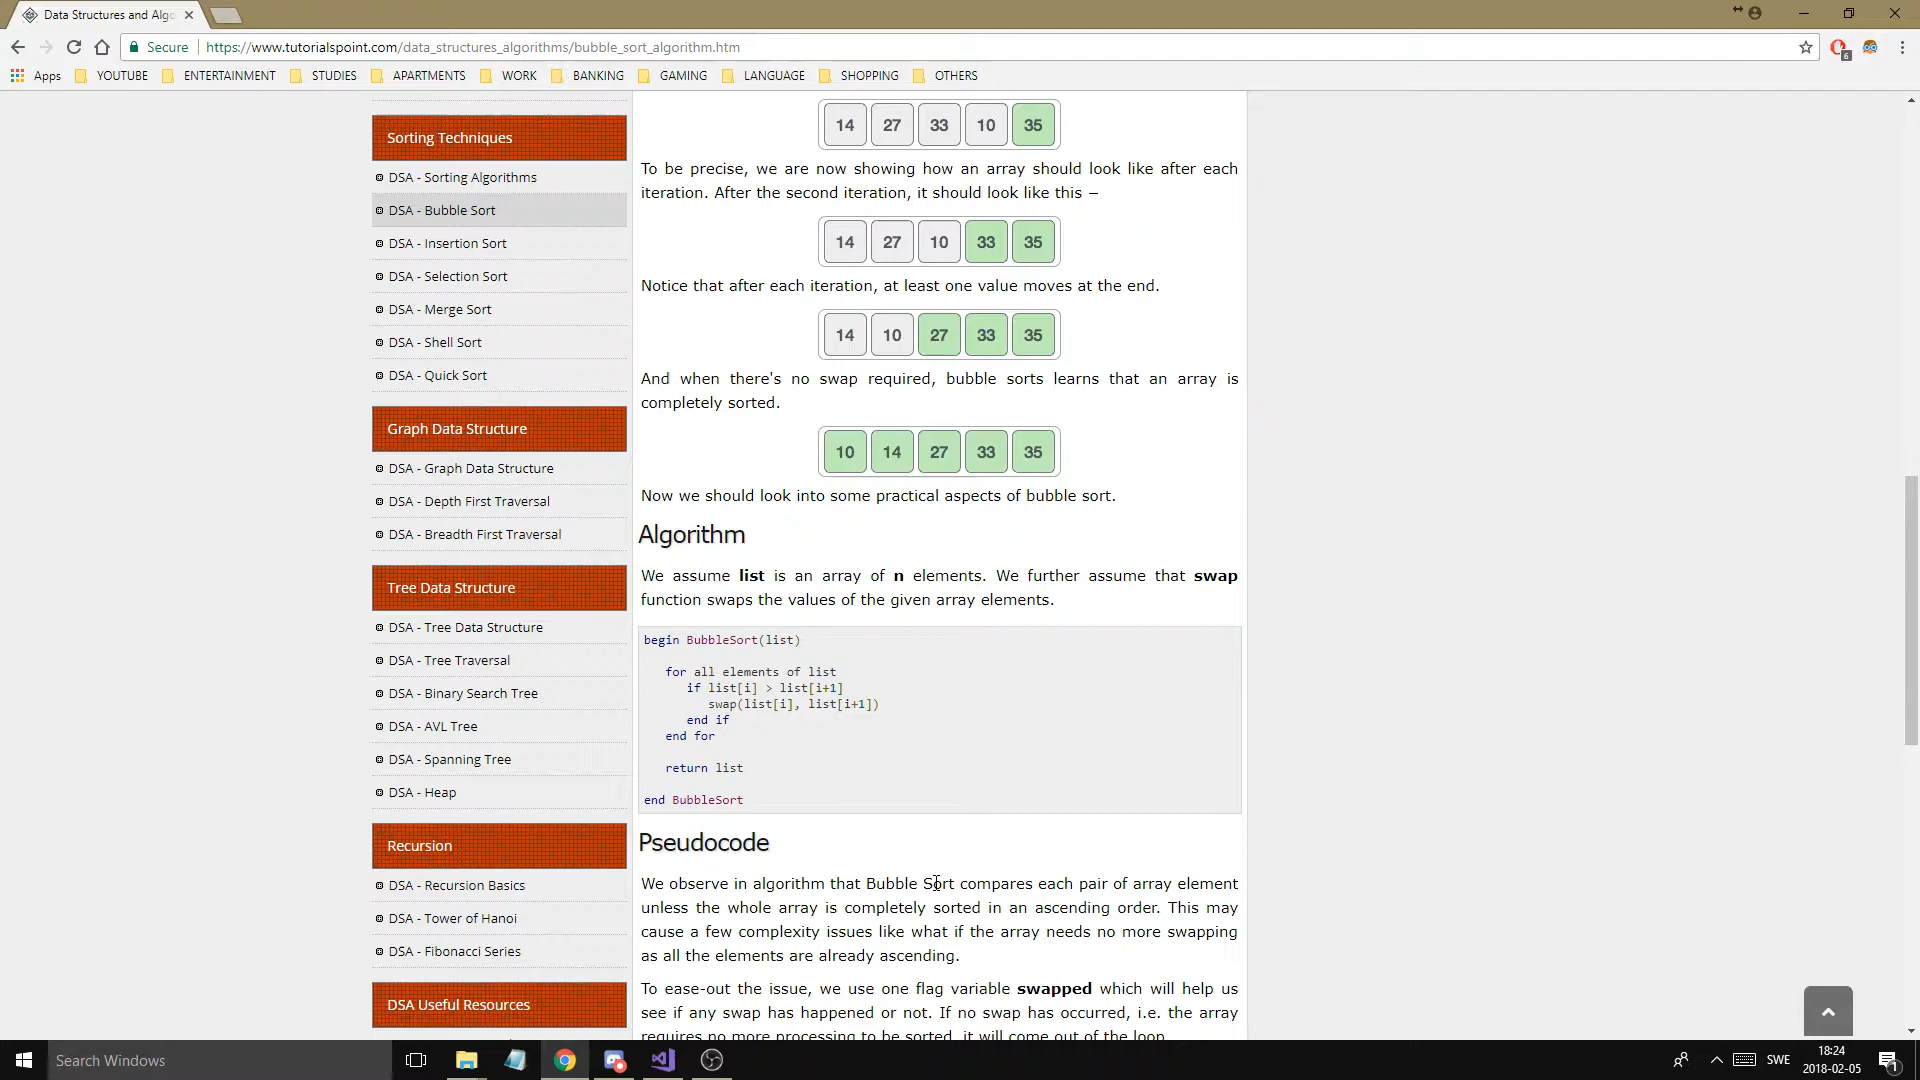 Data Structures and Algo
Secure
https://www.tutorialspoint.com/data_structures_algorithms/bubble_sort_algorithm.htm
6
Apps
YOUTUBE
ENTERTAINMENT
STUDIES
APARTMENTS
WORK
BANKING
GAMING
LANGUAGE
SHOPPING
OTHERS
Sorting Techniques
DSA - Sorting Algorithms
DSA - Bubble Sort
DSA - Insertion Sort
DSA - Selection Sort
DSA - Merge Sort
DSA - Shell Sort
DSA - Quick Sort
Graph Data Structure
DSA - Graph Data Structure
DSA - Depth First Traversal
DSA - Breadth First Traversal
Tree Data Structure
DSA - Tree Data Structure
DSA - Tree Traversal
DSA - Binary Search Tree
DSA - AVL Tree
DSA - Spanning Tree
DSA - Heap
Recursion
DSA - Recursion Basics
DSA - Tower of Hanoi
DSA - Fibonacci Series
DSA Useful Resources
14 27 33 10 35
To be precise, we are now showing how an array should look like after each
iteration. After the second iteration, it should look like this −
14 27 10 33 35
Notice that after each iteration, at least one value moves at the end.
14 10 27 33 35
And when there's no swap required, bubble sorts learns that an array is
completely sorted.
10 14 27 33 35
Now we should look into some practical aspects of bubble sort.
Algorithm
We assume list is an array of n elements. We further assume that swap
function swaps the values of the given array elements.
begin BubbleSort(list)
for all elements of list
if list[i] > list[i+1]
swap(list[i], list[i+1])
end if
end for
return list
end BubbleSort
Pseudocode
We observe in algorithm that Bubble Sort compares each pair of array element
unless the whole array is completely sorted in an ascending order. This may
cause a few complexity issues like what if the array needs no more swapping
as all the elements are already ascending.
To ease-out the issue, we use one flag variable swapped which will help us
see if any swap has happened or not. If no swap has occurred, i.e. the array
requires no more processing to be sorted, it will come out of the loop.
Search Windows
SWE
18:24
2018-02-05
1